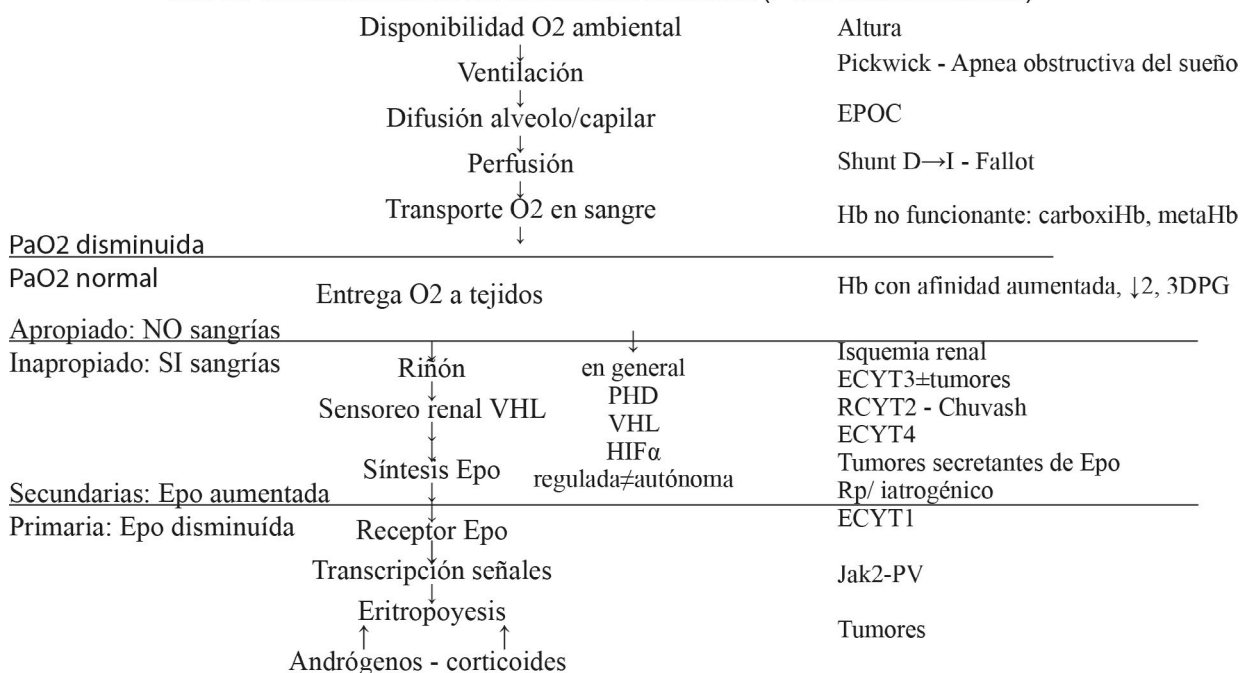 Disponibilidad O2 ambiental Altura
↓
Ventilación Pickwick - Apnea obstructiva del sueño
↓
Difusión alveolo/capilar EPOC
↓
Perfusión Shunt D→I - Fallot
↓
Transporte O2 en sangre Hb no funcionante: carboxiHb, metaHb
↓
PaO2 disminuida
PaO2 normal
Entrega O2 a tejidos Hb con afinidad aumentada, ↓2, 3DPG
Apropiado: NO sangrías
↓ ↓
Inapropiado: SI sangrías Riñón en general Isquemia renal
↓ PHD ECYT3±tumores
Sensoreo renal VHL VHL RCYT2 - Chuvash
↓ HIFα ECYT4
Síntesis Epo regulada≠autónoma Tumores secretantes de Epo
Secundarias: Epo aumentada ↓ Rp/ iatrogénico
Primaria: Epo disminuída Receptor Epo ECYT1
↓
Transcripción señales Jak2-PV
↓
Eritropoyesis Tumores
↑ ↑
Andrógenos - corticoides